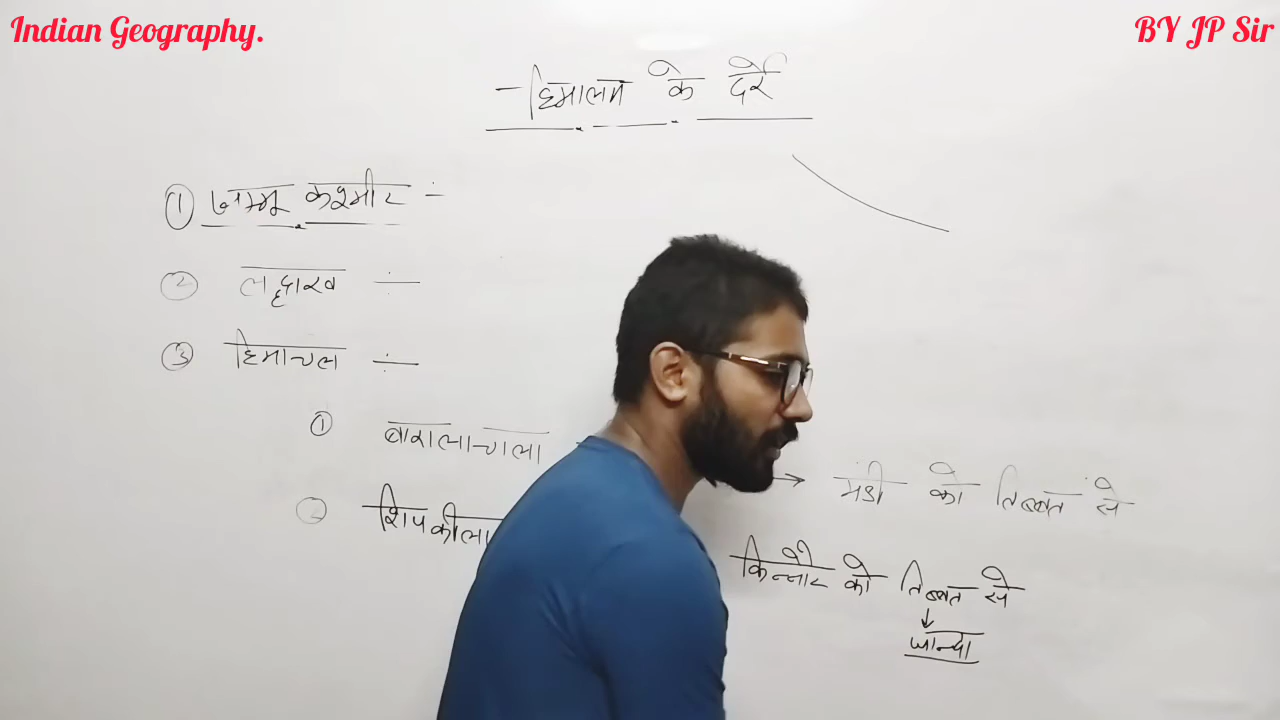 Indian Geography.
BY JP Sir
- हिमालय के दर्रे
① जम्मू कश्मीर ÷
② लद्दाख ÷
③ हिमाचल ÷
① बारालाचाला
→ मंडी को तिब्बत से
② शिपकीला
किन्नौर को तिब्बत से
↓